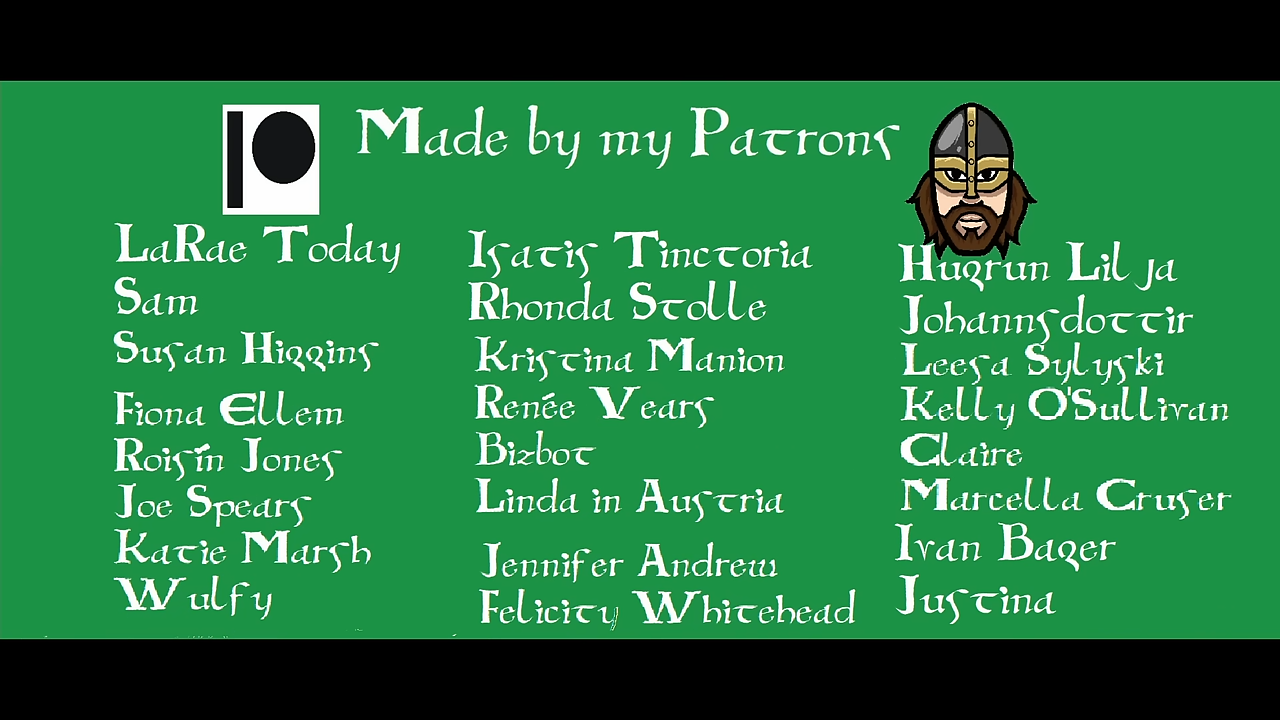 Made by my Patrons
LaRae Today
Sam
Susan Higgins
Fiona Ellem
Roisín Jones
Joe Spears
Katie Marsh
Wulfy
Isatis Tinctoria
Rhonda Stolle
Kristina Manion
Renée Vears
Bizbot
Linda in Austria
Jennifer Andrew
Felicity Whitehead
Hugrun Lilja
Johannsdottir
Leesa Sylyski
Kelly O'Sullivan
Claire
Marcella Cruser
Ivan Bager
Justina